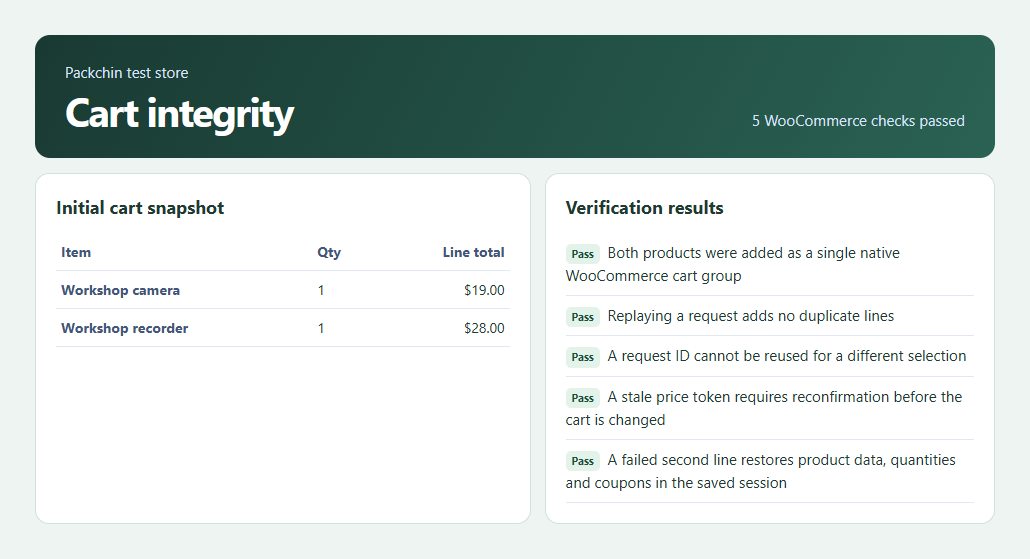 Packchin test store
Cart integrity
5 WooCommerce checks passed
Initial cart snapshot
Item Qty Line total
Workshop camera 1 $19.00
Workshop recorder 1 $28.00
Verification results
Pass Both products were added as a single native
WooCommerce cart group
Pass Replaying a request adds no duplicate lines
Pass A request ID cannot be reused for a different selection
Pass A stale price token requires reconfirmation before the
cart is changed
Pass A failed second line restores product data, quantities
and coupons in the saved session